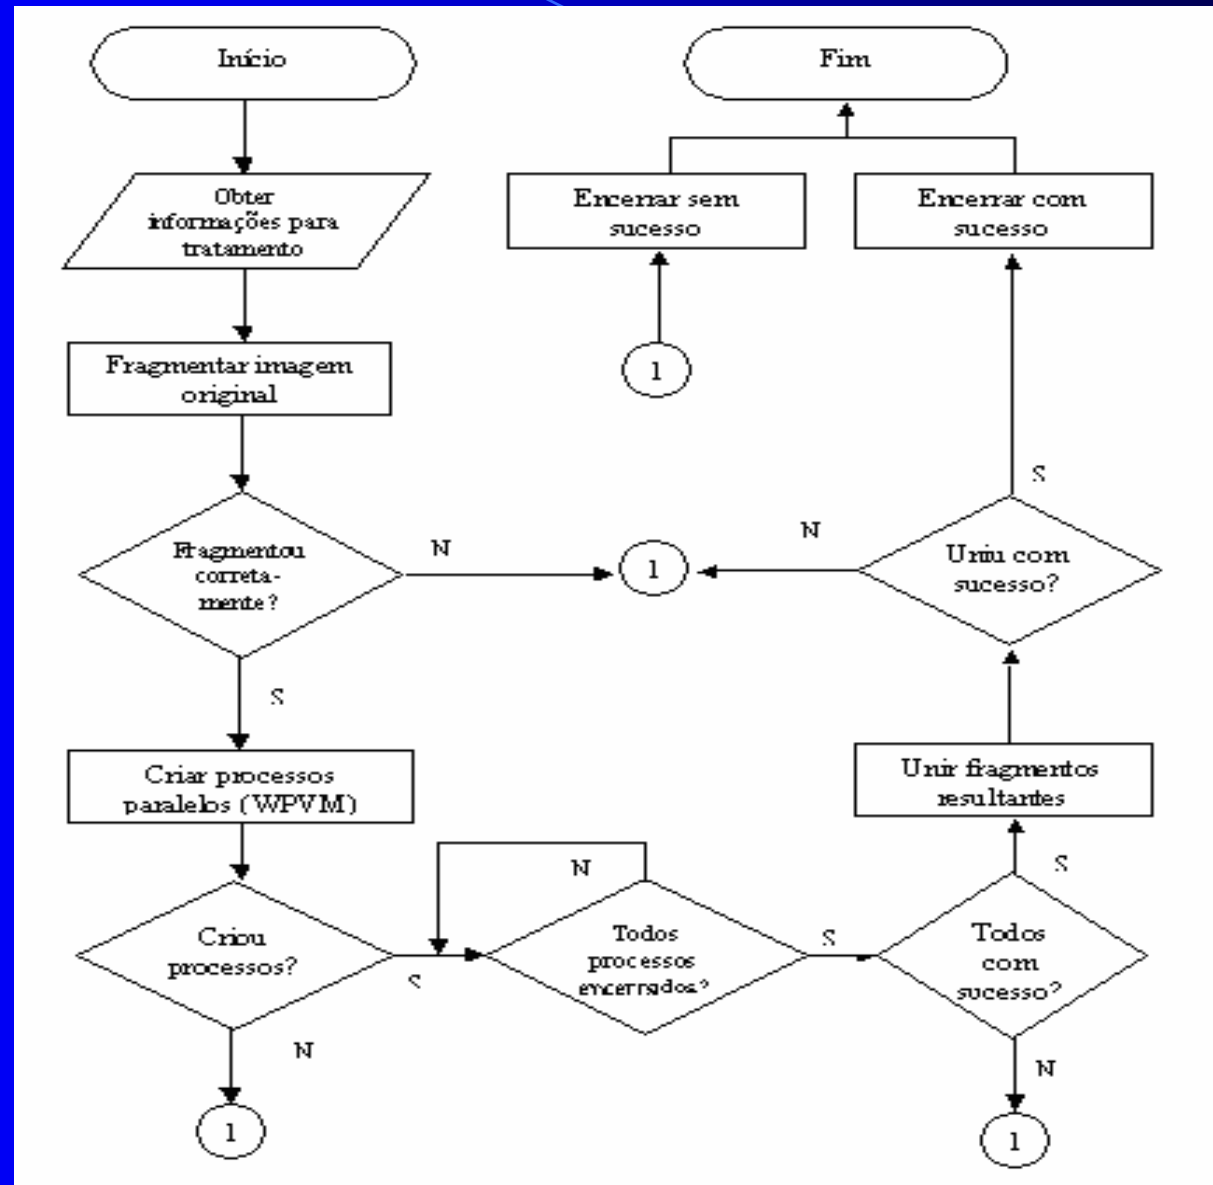 Início
Obter
informações para
tratamento
Fragmentar imagem
original
Fragmentou
correta-
mente?
N
S
Criar processos
paralelos (WPVM)
Criou
processos?
S
N
1
N
Todos
processos
encerrados?
S
Todos
com
sucesso?
S
N
1
Unir fragmentos
resultantes
Uniu com
sucesso?
N
1
S
1
Encerrar sem
sucesso
Encerrar com
sucesso
Fim